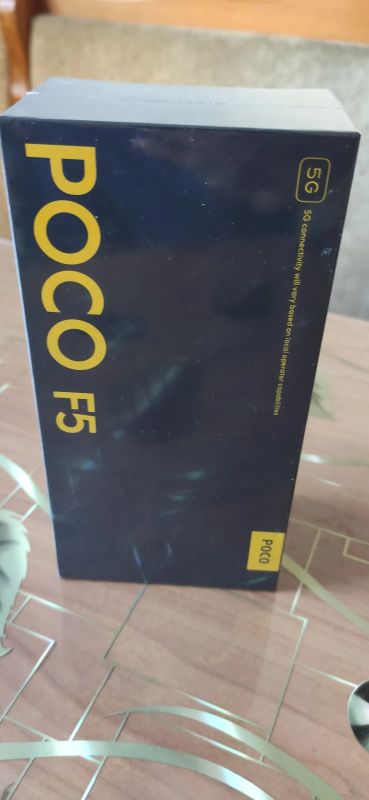 5G
5G connectivity will vary based on local operator capabilities
POCO F5
POCO